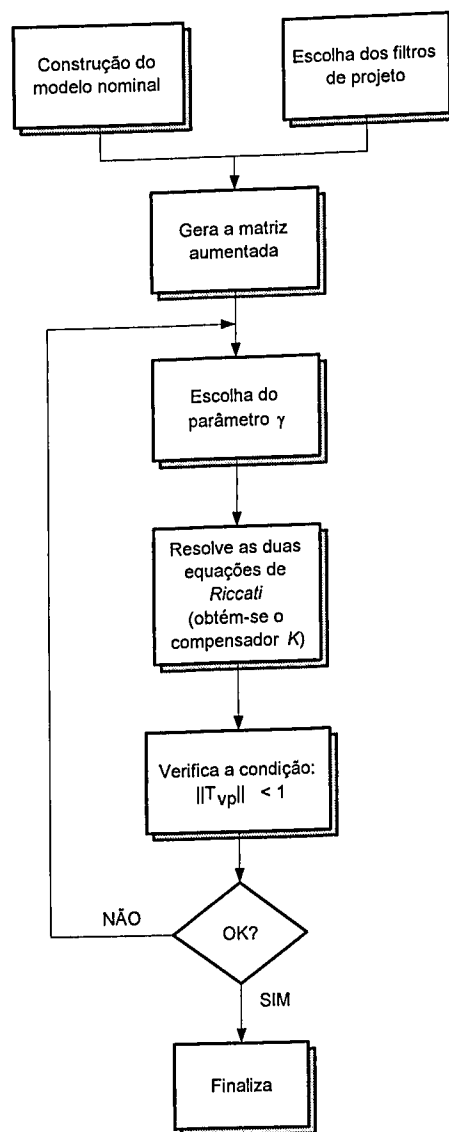 Construção do
modelo nominal
Escolha dos filtros
de projeto
Gera a matriz
aumentada
Escolha do
parâmetro γ
Resolve as duas
equações de
Riccati
(obtém-se o
compensador K)
Verifica a condição:
||Tvp|| < 1
OK?
NÃO
SIM
Finaliza